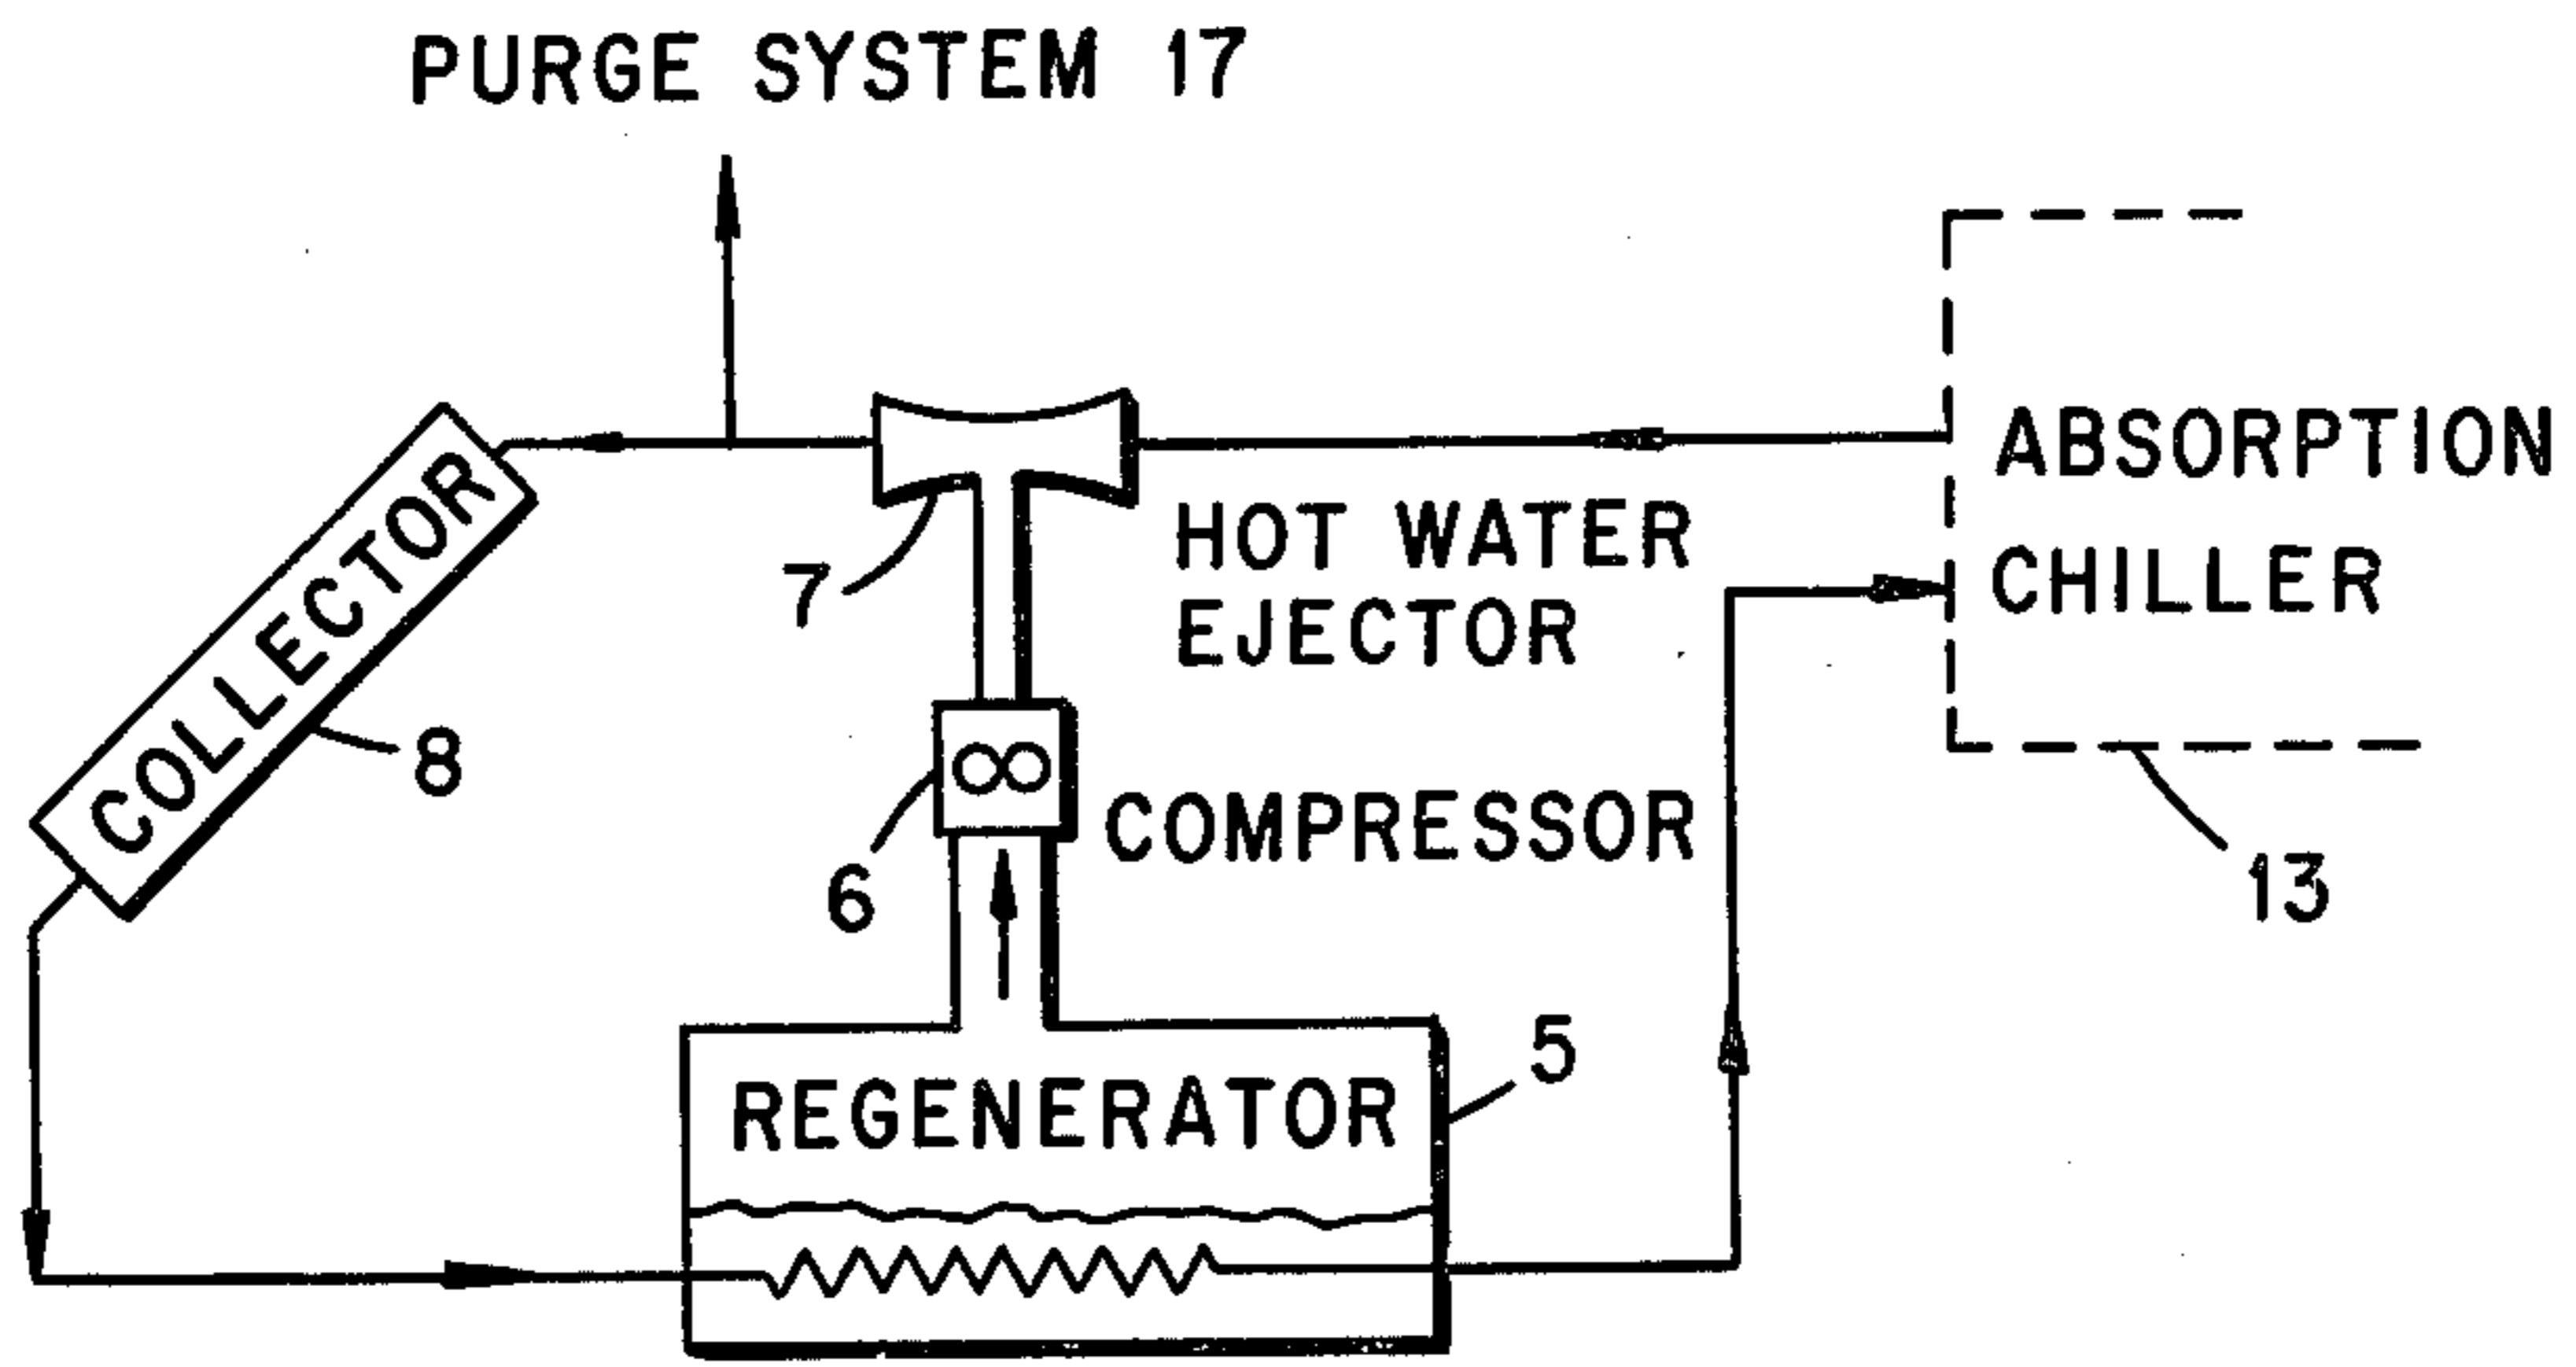 PURGE SYSTEM 17
ABSORPTION
CHILLER
13
HOT WATER
EJECTOR
7
COLLECTOR
8
COMPRESSOR
6
REGENERATOR
5